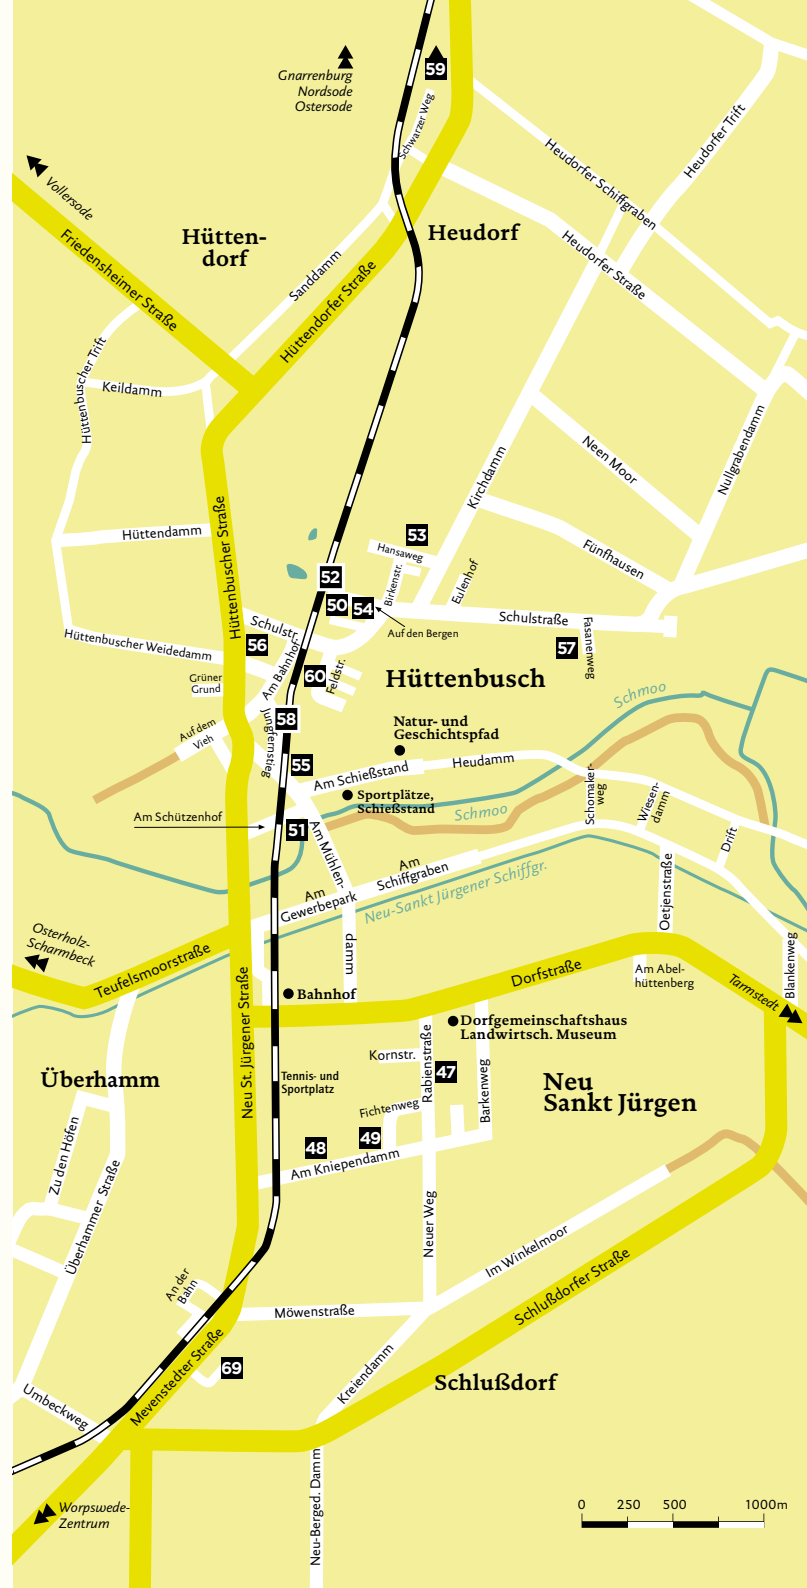 59
Gnarrenburg
Nordsode
Ostersode
Schwarzer Weg
Heudorfer Trift
Heudorfer Schiffgraben
Vollersode
Hütten-
dorf
Heudorf
Friedensheimer Straße
Sanddamm
Hüttendorfer Straße
Heudorfer Straße
Hüttenbuscher Trift
Keildamm
Kirchdamm
Neen Moor
Nullgrabendamm
Hüttendamm
Hüttenbuscher Straße
53
Hansaweg
Fünfhausen
52
Birkenstr.
Eulenhof
50
54
Schulstr.
Auf den Bergen
Schulstraße
Hüttenbuscher Weidedamm
56
57
Fasanenweg
Am Bahnhof
60
Feldstr.
Hüttenbusch
Grüner
Grund
Schmoo
58
Jungfernstieg
Auf dem
Vieh
Natur- und
Geschichtspfad
55
Am Schießstand
Heudamm
Sportplätze,
Schießstand
Schomaker-
weg
Wiesen-
damm
Am Schützenhof
51
Schmoo
Am Mühlen-
damm
Drift
Am
Schiffgraben
Am
Gewerbepark
Neu-Sankt Jürgener Schiffgr.
Oetjenstraße
Osterholz-
Scharmbeck
Teufelsmoorstraße
Dorfstraße
Am Abel-
hüttenberg
Blankenweg
Tarmstedt
Bahnhof
Neu St. Jürgener Straße
Dorfgemeinschaftshaus
Landwirtsch. Museum
Kornstr.
Rabienstraße
47
Barkenweg
Überhamm
Tennis- und
Sportplatz
Neu
Sankt Jürgen
Fichtenweg
49
48
Am Kniependamm
Zu den Höfen
Überhammer Straße
Neuer Weg
Im Winkelmoor
An der
Bahn
Möwenstraße
Schlußdorfer Straße
Mevenstedter Straße
69
Kreiendamm
Schlußdorf
Umbeckweg
Neu-Berged. Damm
Worpswede-
Zentrum
0 250 500 1000m